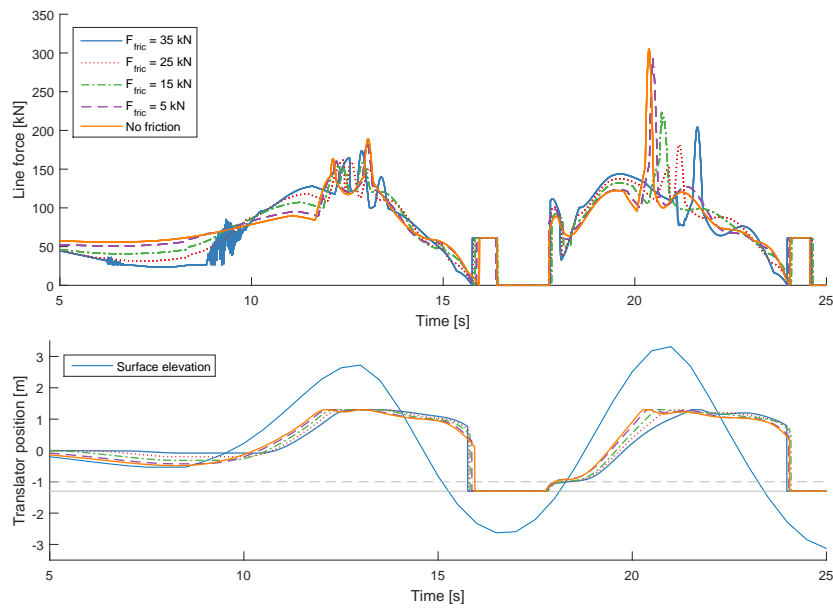 350
300
250
200
150
100
50
0
Line force [kN]
F_fric = 35 kN
F_fric = 25 kN
F_fric = 15 kN
F_fric = 5 kN
No friction
5 10 15 20 25
Time [s]
3
2
1
0
-1
-2
-3
Translator position [m]
Surface elevation
5 10 15 20 25
Time [s]